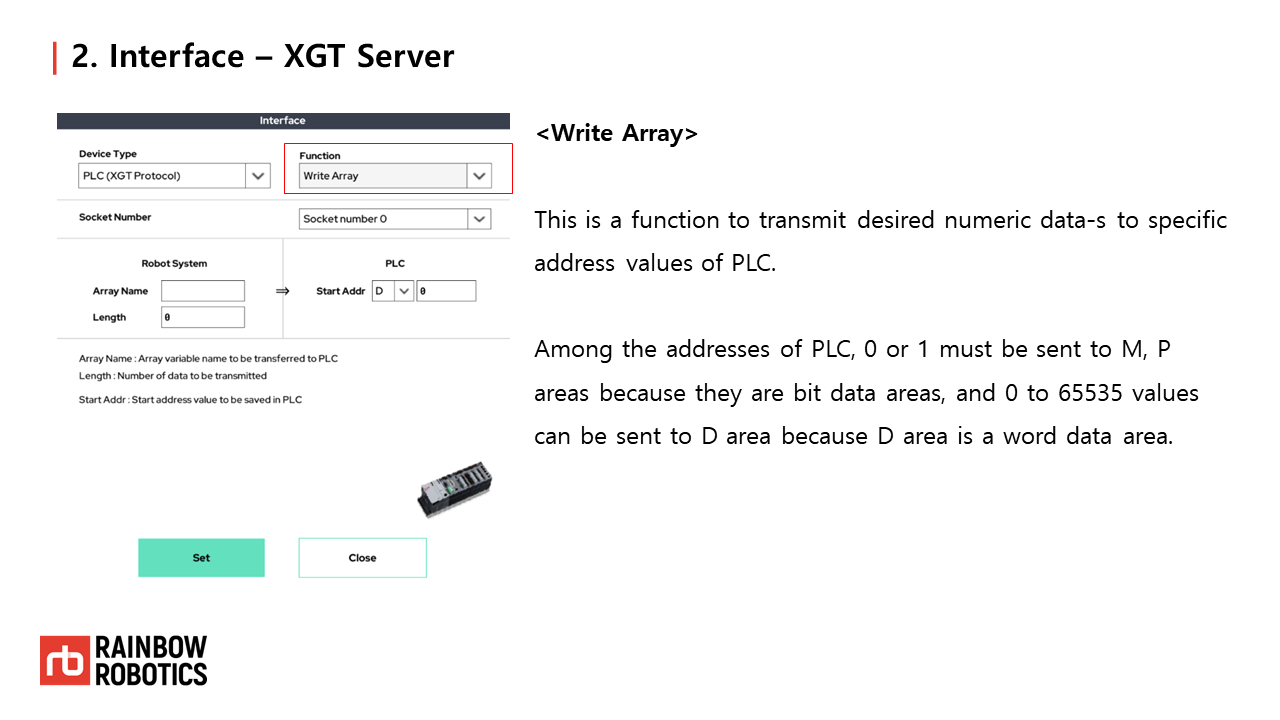 2. Interface – XGT Server
Interface
Device Type
Function
PLC (XGT Protocol)
Write Array
Socket Number
Socket number 0
Robot System
PLC
Array Name
⇒
Start Addr
D
0
Length
0
Array Name : Array variable name to be transferred to PLC
Length : Number of data to be transmitted
Start Addr : Start address value to be saved in PLC
Set
Close
<Write Array>
This is a function to transmit desired numeric data-s to specific
address values of PLC.
Among the addresses of PLC, 0 or 1 must be sent to M, P
areas because they are bit data areas, and 0 to 65535 values
can be sent to D area because D area is a word data area.
rb
RAINBOW
ROBOTICS